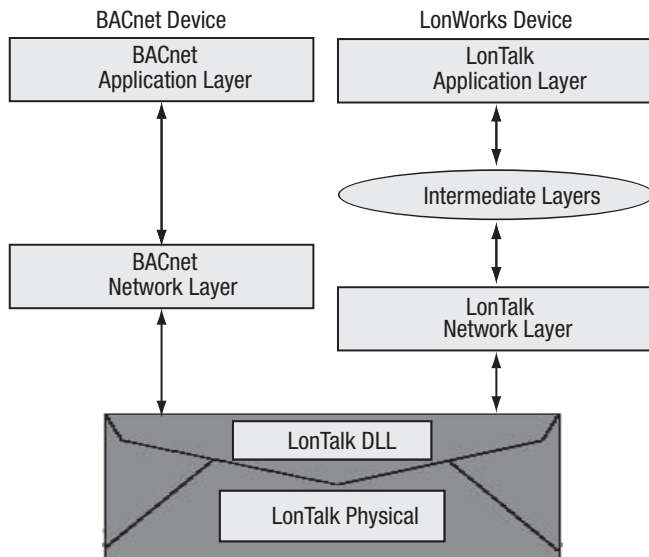 BACnet Device
BACnet
Application Layer
BACnet
Network Layer
LonWorks Device
LonTalk
Application Layer
Intermediate Layers
LonTalk
Network Layer
LonTalk DLL
LonTalk Physical